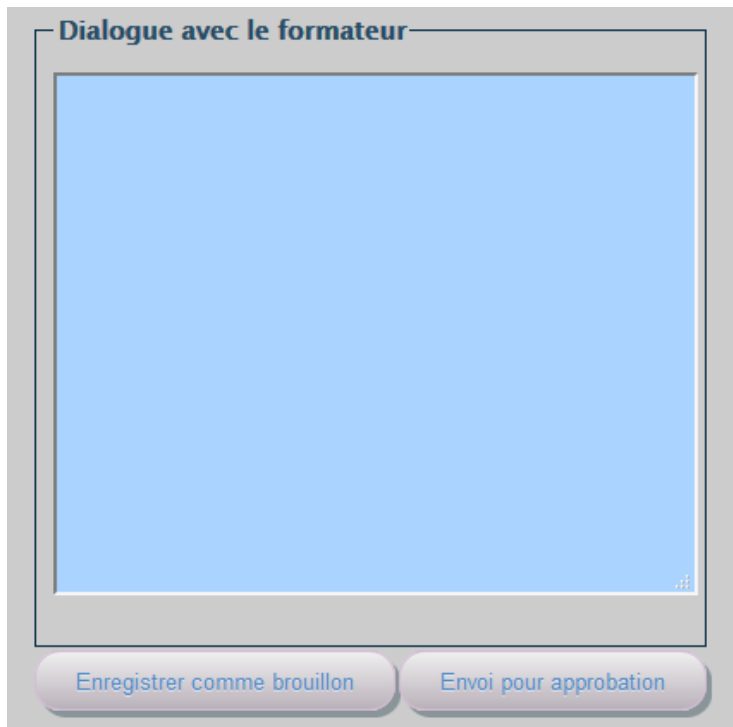 Dialogue avec le formateur
Enregistrer comme brouillon
Envoi pour approbation